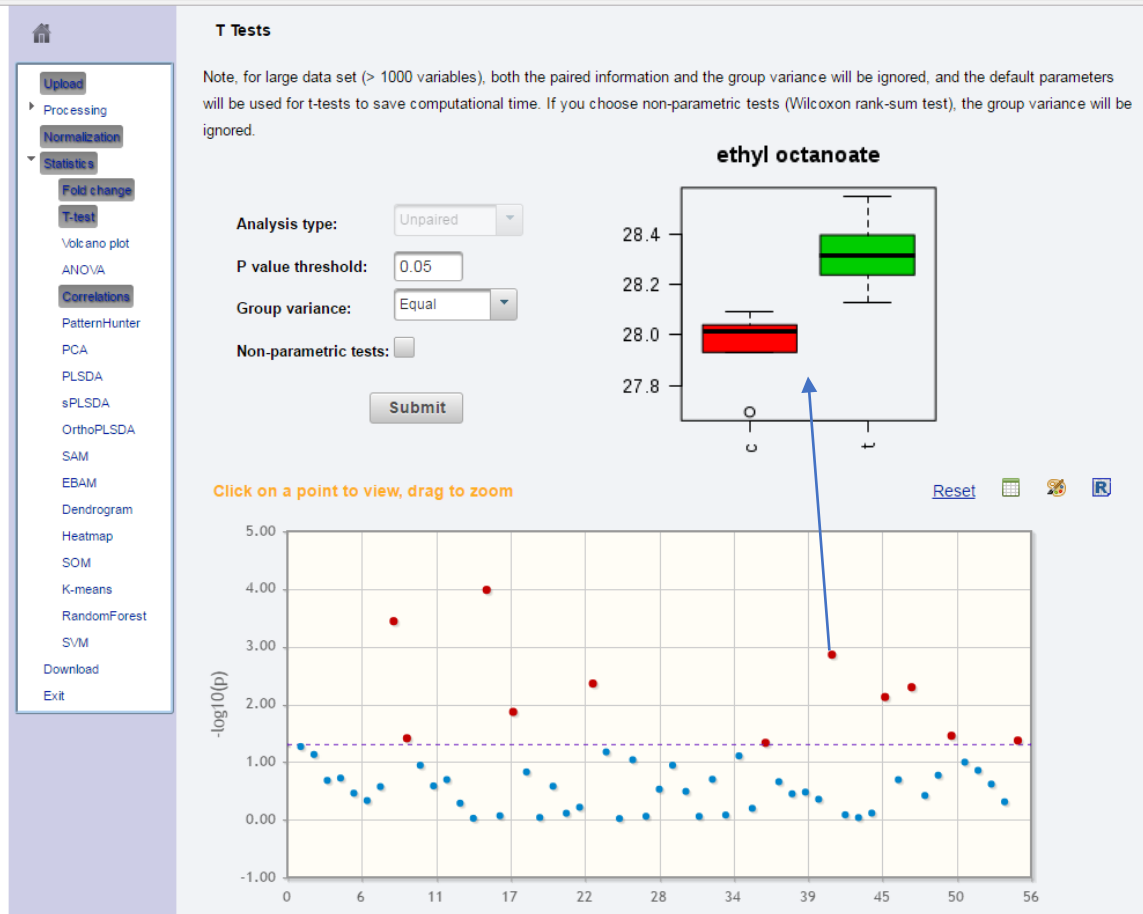 T Tests
Note, for large data set (> 1000 variables), both the paired information and the group variance will be ignored, and the default parameters
will be used for t-tests to save computational time. If you choose non-parametric tests (Wilcoxon rank-sum test), the group variance will be
ignored.
Upload
Processing
Normalization
Statistics
Fold change
T-test
Volcano plot
ANOVA
Correlations
PatternHunter
PCA
PLSDA
sPLSDA
OrthoPLSDA
SAM
EBAM
Dendrogram
Heatmap
SOM
K-means
RandomForest
SVM
Download
Exit
Analysis type: Unpaired
P value threshold: 0.05
Group variance: Equal
Non-parametric tests:
Submit
ethyl octanoate
28.4
28.2
28.0
27.8
c t
Click on a point to view, drag to zoom
Reset R
5.00
4.00
3.00
2.00
1.00
0.00
-1.00
-log10(p)
0 6 11 17 22 28 34 39 45 50 56